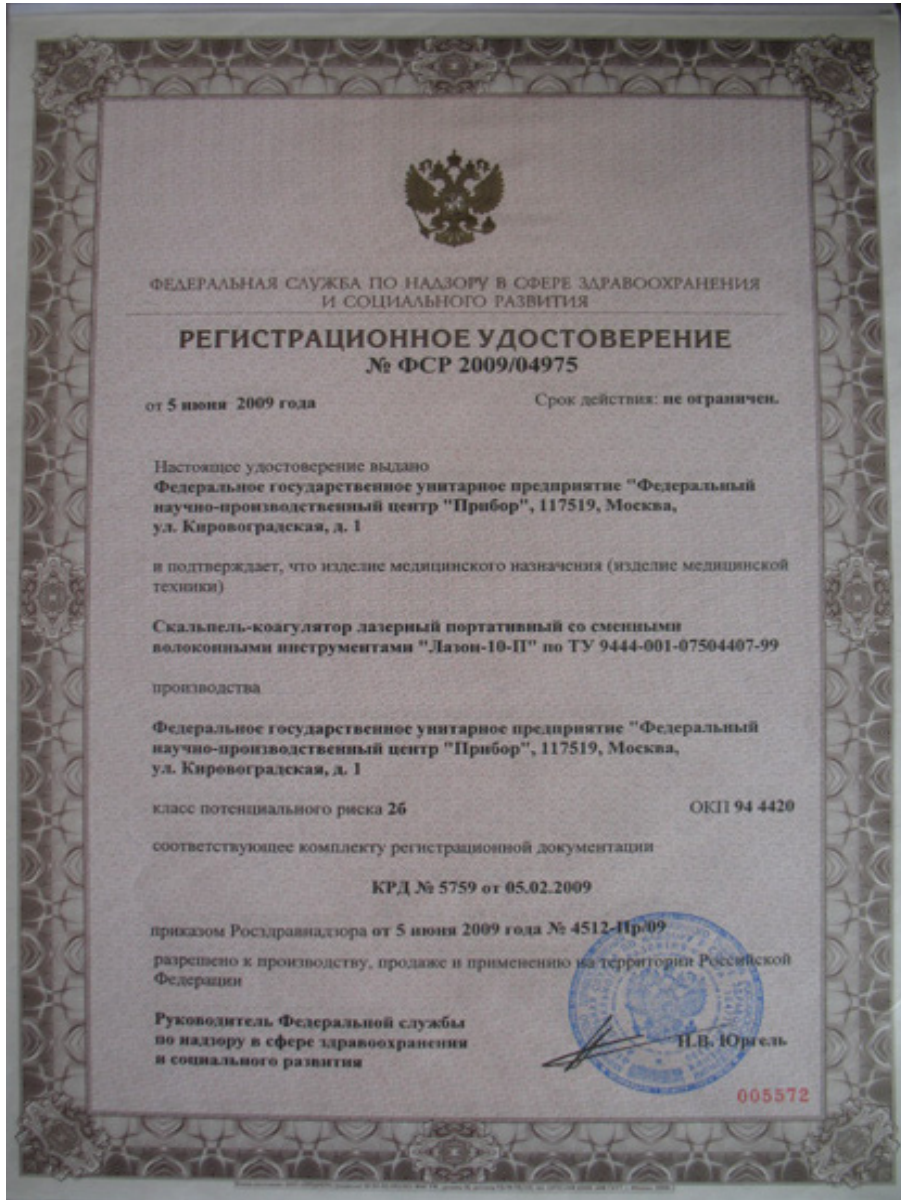 ФЕДЕРАЛЬНАЯ СЛУЖБА ПО НАДЗОРУ В СФЕРЕ ЗДРАВООХРАНЕНИЯ
И СОЦИАЛЬНОГО РАЗВИТИЯ
РЕГИСТРАЦИОННОЕ УДОСТОВЕРЕНИЕ
№ ФСР 2009/04975
от 5 июня 2009 года Срок действия: не ограничен.
Настоящее удостоверение выдано
Федеральное государственное унитарное предприятие "Федеральный
научно-производственный центр "Прибор", 117519, Москва,
ул. Кировоградская, д. 1
и подтверждает, что изделие медицинского назначения (изделие медицинской
техники)
Скальпель-коагулятор лазерный портативный со сменными
волоконными инструментами "Лазон-10-П" по ТУ 9444-001-07504407-99
производства
Федеральное государственное унитарное предприятие "Федеральный
научно-производственный центр "Прибор", 117519, Москва,
ул. Кировоградская, д. 1
класс потенциального риска 2б ОКП 94 4420
соответствующее комплекту регистрационной документации
КРД № 5759 от 05.02.2009
приказом Росздравнадзора от 5 июня 2009 года № 4512-Пр/09
разрешено к производству, продаже и применению на территории Российской
Федерации
Руководитель Федеральной службы
по надзору в сфере здравоохранения
и социального развития
Н.В. Юргель
005572